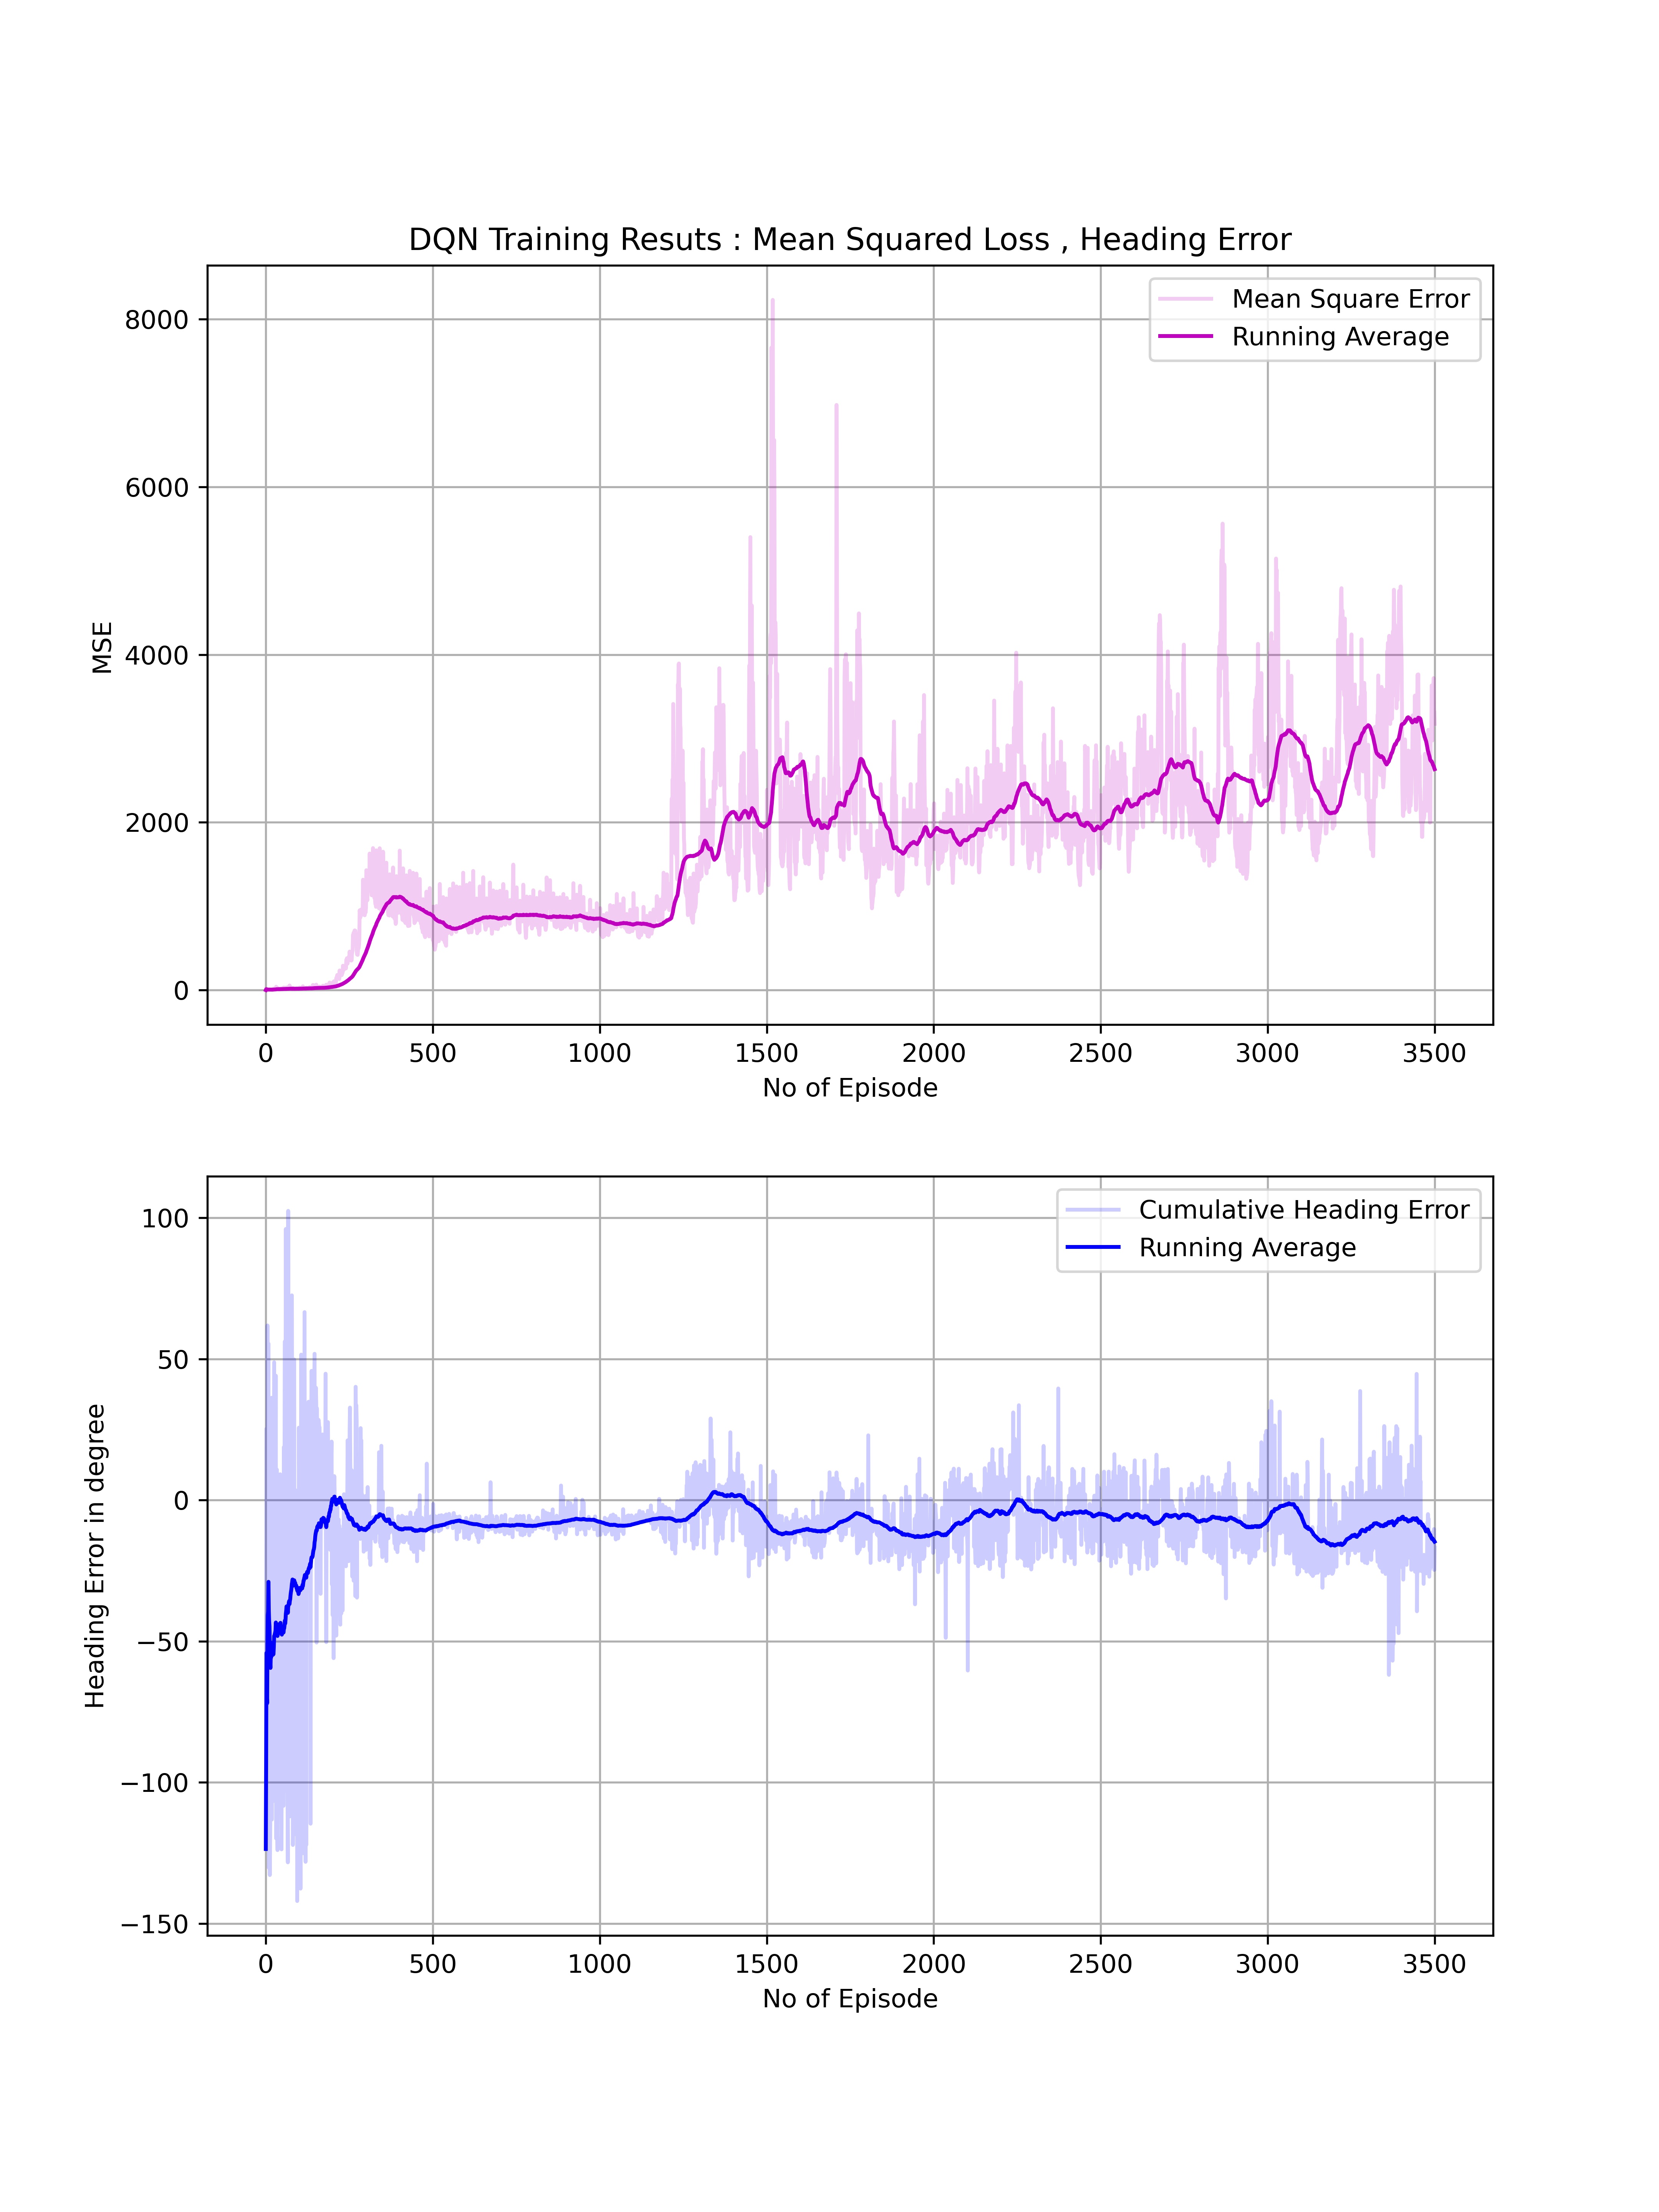 DQN Training Resuts : Mean Squared Loss , Heading Error
Mean Square Error
Running Average
8000
6000
4000
2000
0
MSE
0 500 1000 1500 2000 2500 3000 3500
No of Episode
Cumulative Heading Error
Running Average
100
50
0
−50
−100
−150
Heading Error in degree
0 500 1000 1500 2000 2500 3000 3500
No of Episode